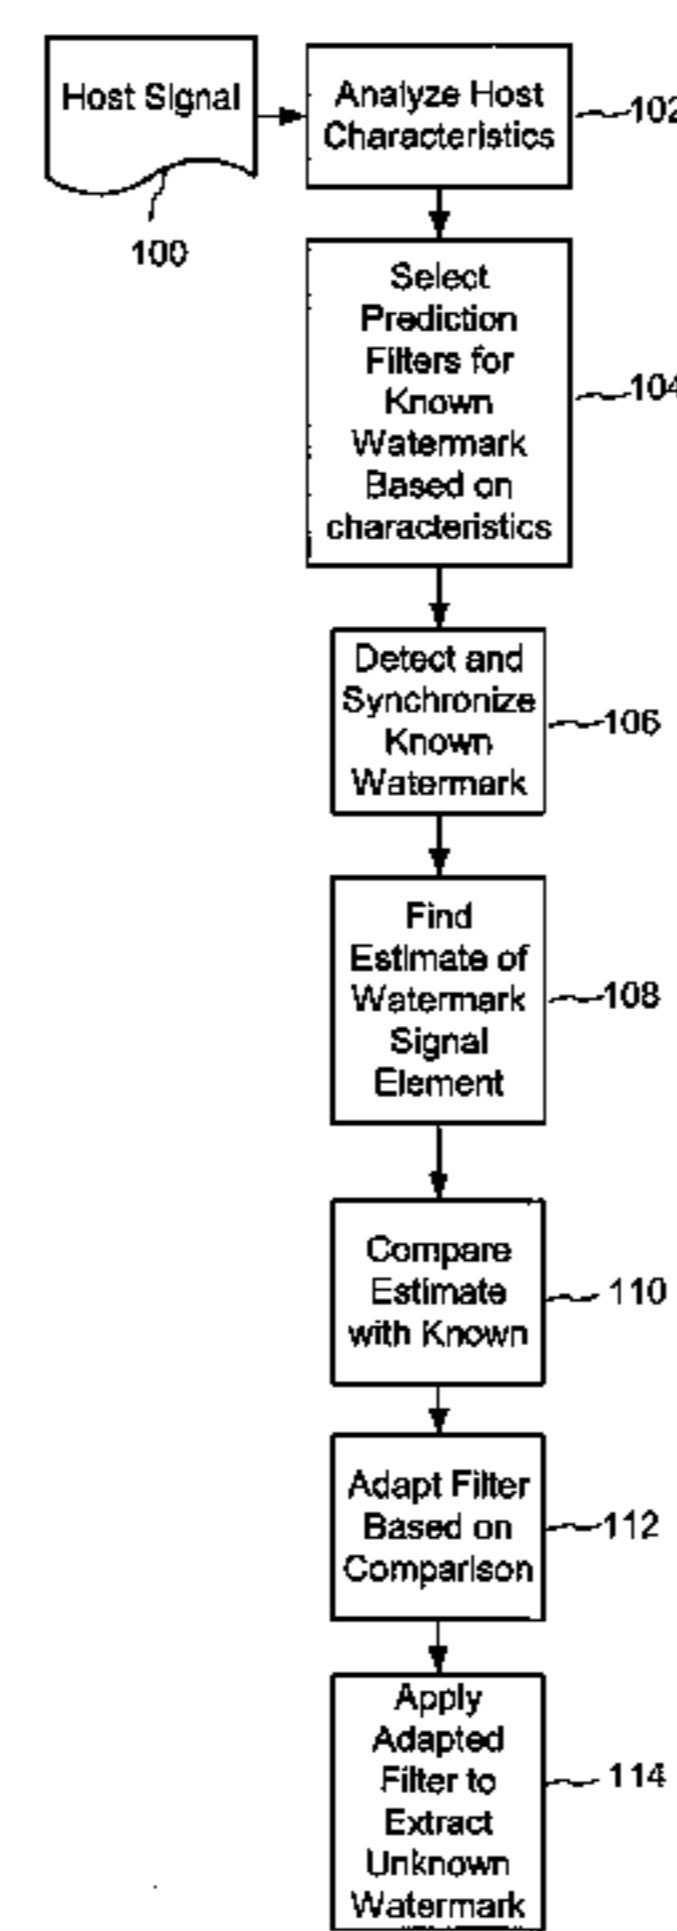 Host Signal
100
Analyze Host
Characteristics
102
Select
Prediction
Filters for
Known
Watermark
Based on
characteristics
104
Detect and
Synchronize
Known
Watermark
106
Find
Estimate of
Watermark
Signal
Element
108
Compare
Estimate
with Known
110
Adapt Filter
Based on
Comparison
112
Apply
Adapted
Filter to
Extract
Unknown
Watermark
114